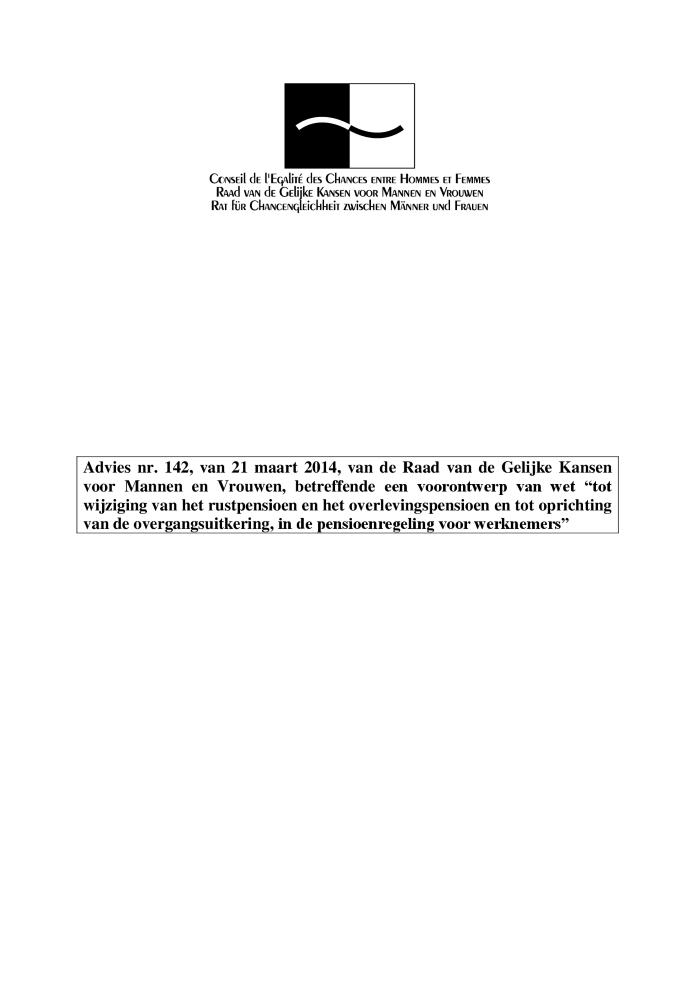 Conseil de l'Egalité des Chances entre Hommes et Femmes
Raad van de Gelijke Kansen voor Mannen en Vrouwen
Rat für Chancengleichheit zwischen Männer und Frauen
Advies nr. 142, van 21 maart 2014, van de Raad van de Gelijke Kansen
voor Mannen en Vrouwen, betreffende een voorontwerp van wet “tot
wijziging van het rustpensioen en het overlevingspensioen en tot oprichting
van de overgangsuitkering, in de pensioenregeling voor werknemers”